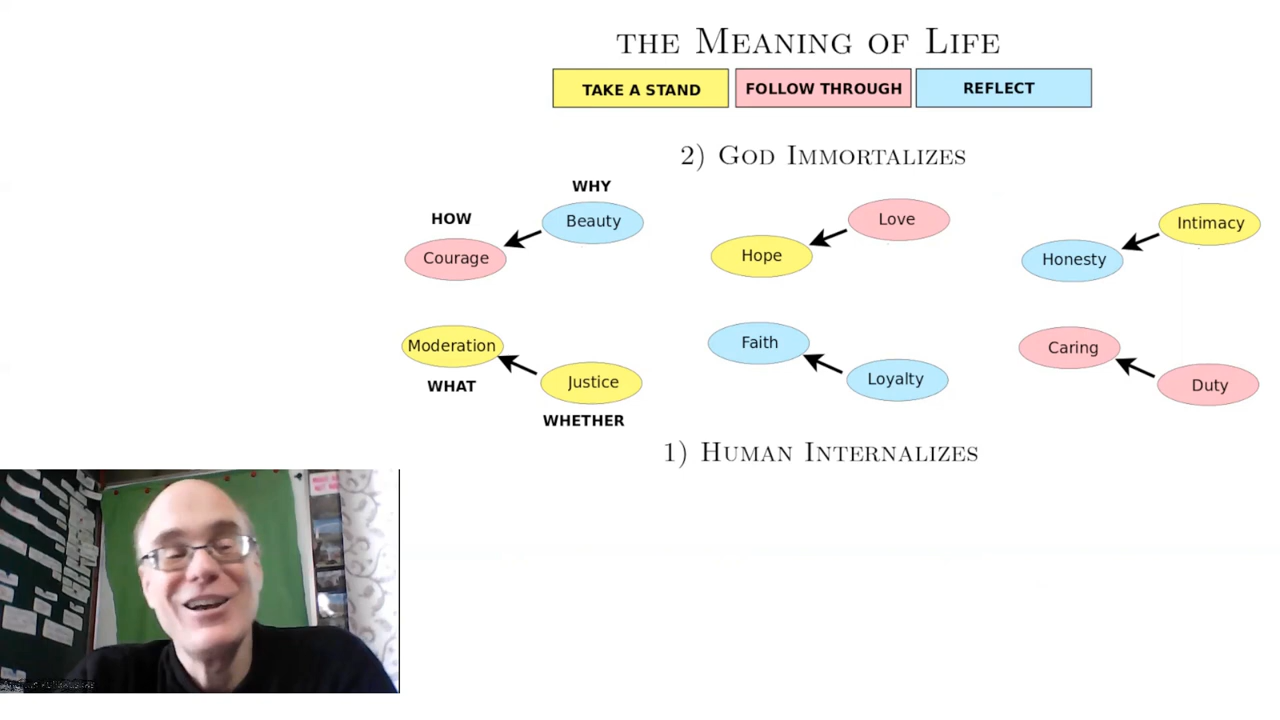 THE MEANING OF LIFE
TAKE A STAND FOLLOW THROUGH REFLECT
2) GOD IMMORTALIZES
WHY
HOW
Beauty Love Intimacy
Courage Hope Honesty
Moderation Faith Caring
WHAT
Justice Loyalty Duty
WHETHER
1) HUMAN INTERNALIZES